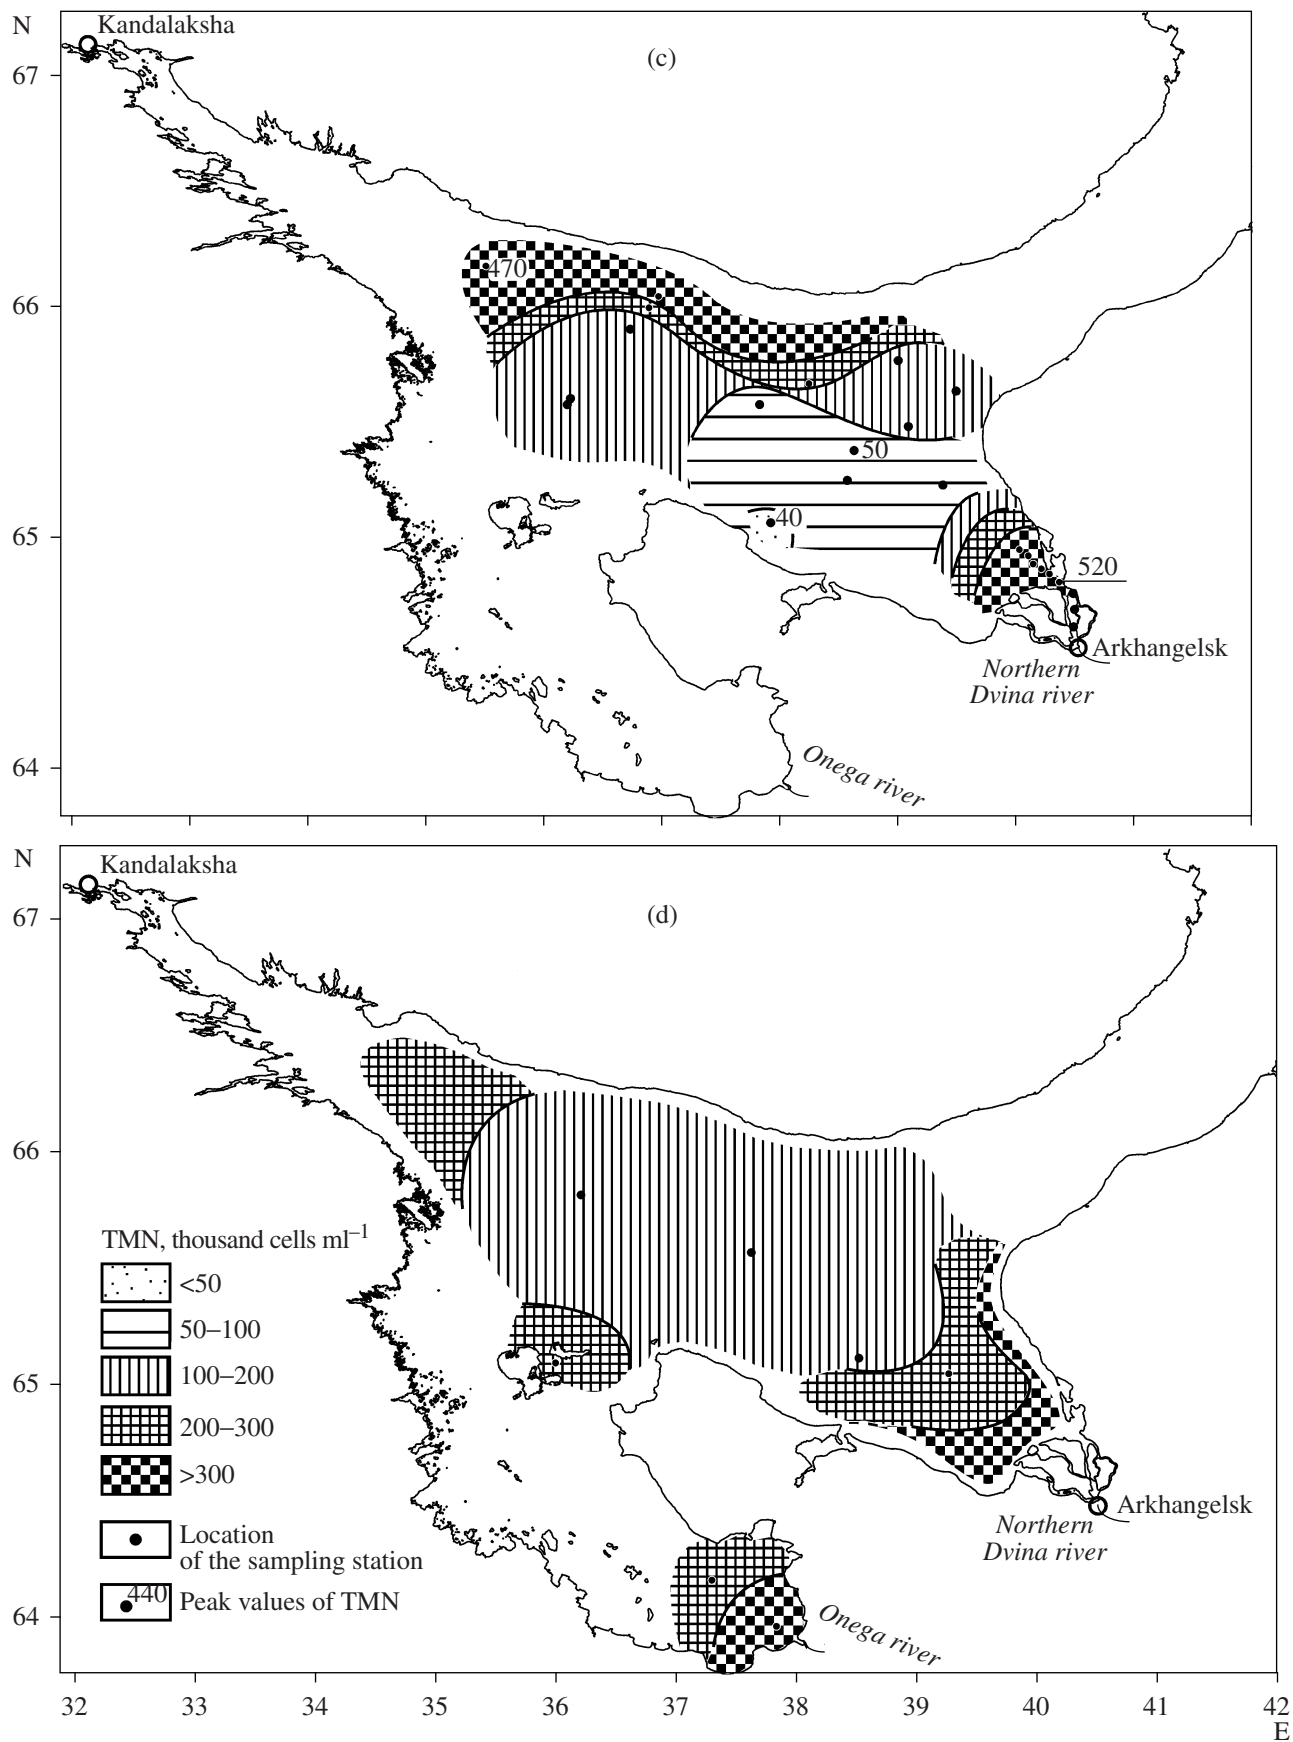 N
Kandalaksha
(c)
67
66
470
50
65
40
520
Arkhangelsk
Northern
Dvina river
64
Onega river
N
Kandalaksha
67
(d)
66
TMN, thousand cells ml⁻¹
<50
50–100
100–200
65
200–300
>300
Arkhangelsk
Northern
Dvina river
Location
of the sampling station
440
Peak values of TMN
64
Onega river
32 33 34 35 36 37 38 39 40 41 42
E